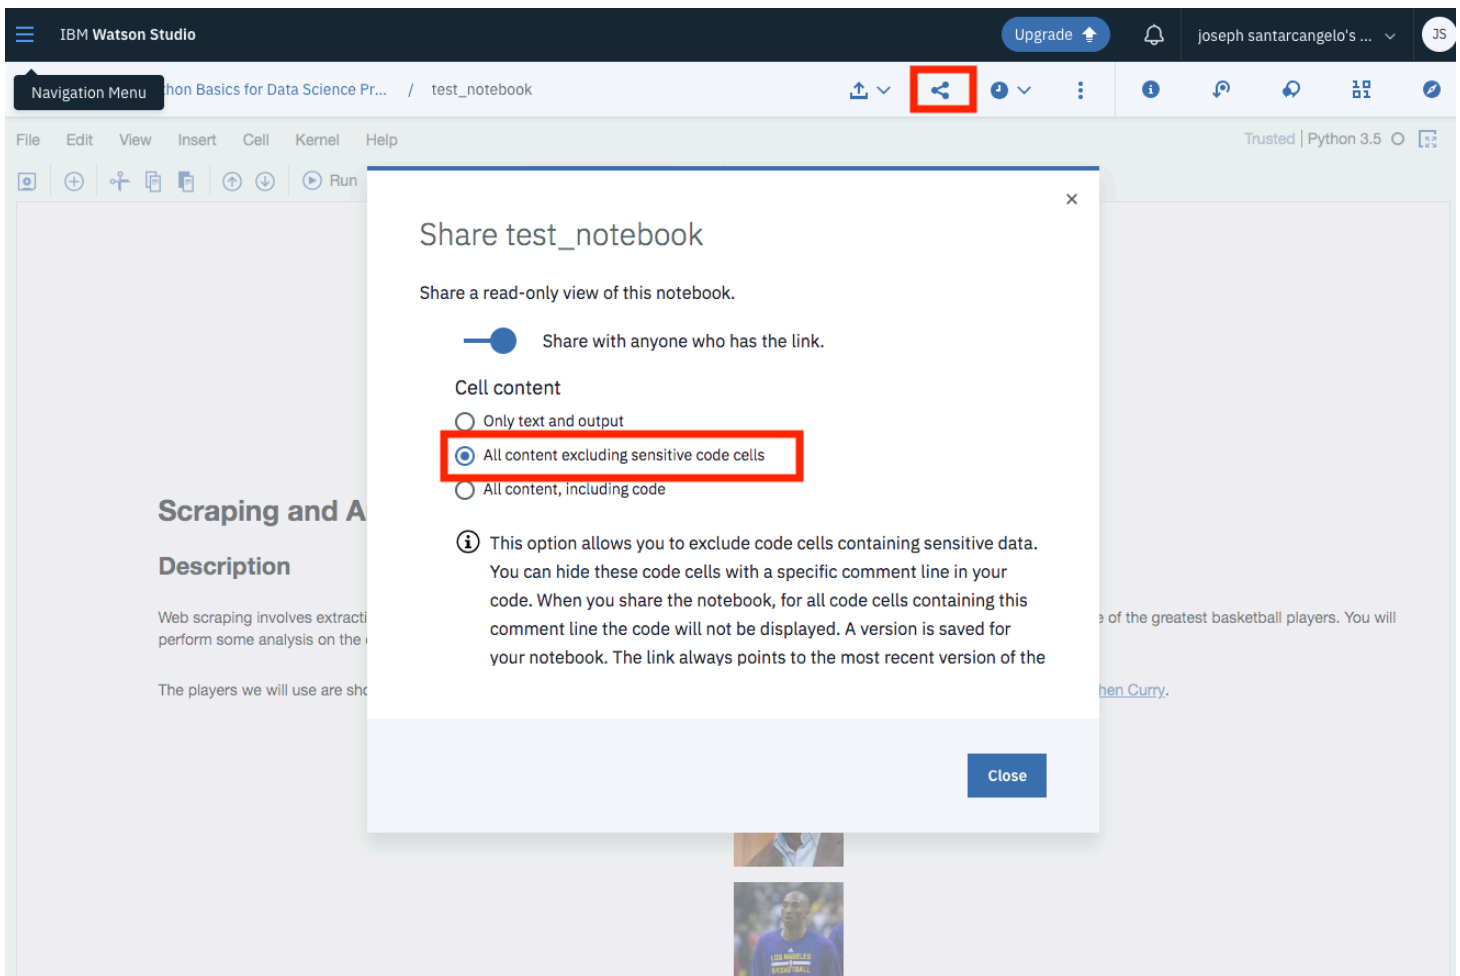 IBM Watson Studio
Upgrade
joseph santarcangelo's ...
JS
Navigation Menu
thon Basics for Data Science Pr... / test_notebook
File Edit View Insert Cell Kernel Help
Trusted | Python 3.5
Run
Share test_notebook
Share a read-only view of this notebook.
Share with anyone who has the link.
Cell content
Only text and output
All content excluding sensitive code cells
All content, including code
This option allows you to exclude code cells containing sensitive data.
You can hide these code cells with a specific comment line in your
code. When you share the notebook, for all code cells containing this
comment line the code will not be displayed. A version is saved for
your notebook. The link always points to the most recent version of the
Close
Scraping and A
Description
Web scraping involves extracti
of the greatest basketball players. You will
perform some analysis on the
The players we will use are sho
hen Curry.
LOS ANGELES
BASKETBALL